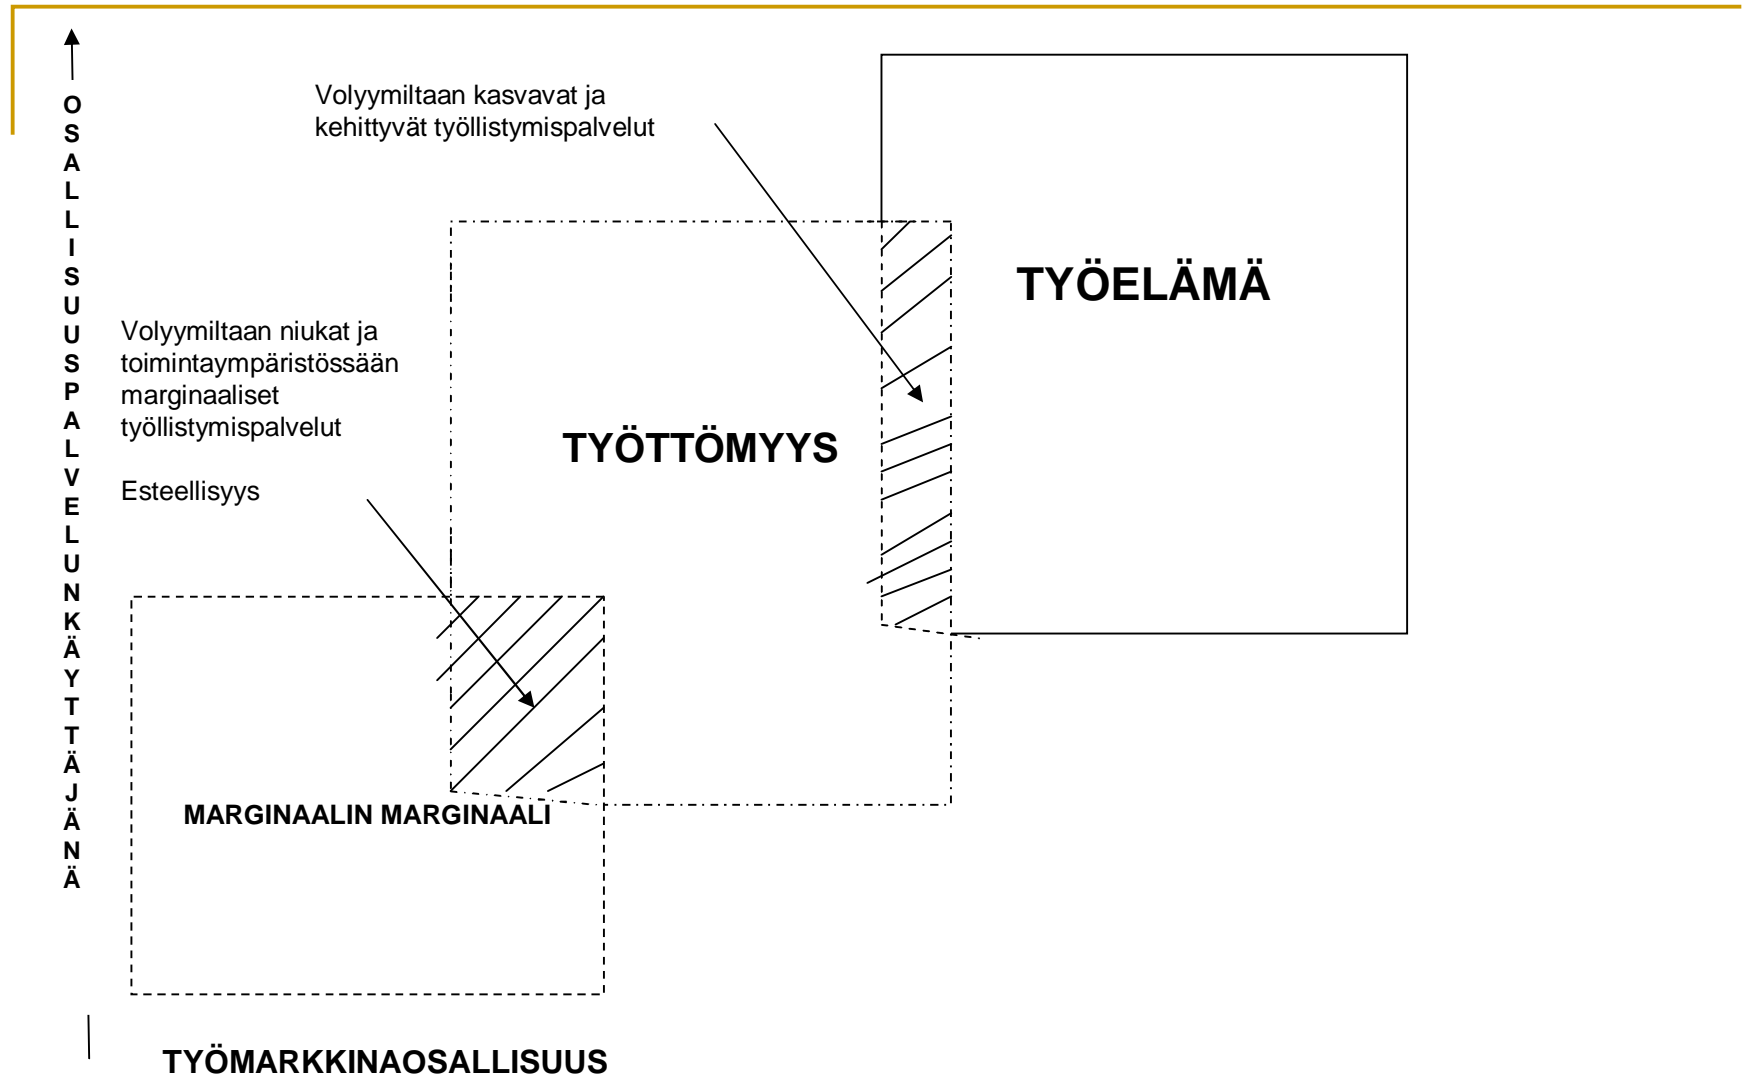 OSALLISUUSPALVELUNKÄYTTÄJÄNÄ
Volyymiltaan kasvavat ja
kehittyvät työllistymispalvelut
TYÖELÄMÄ
Volyymiltaan niukat ja
toimintaympäristössään
marginaaliset
työllistymispalvelut
TYÖTTÖMYYS
Esteellisyys
MARGINAALIN MARGINAALI
TYÖMARKKINAOSALLISUUS